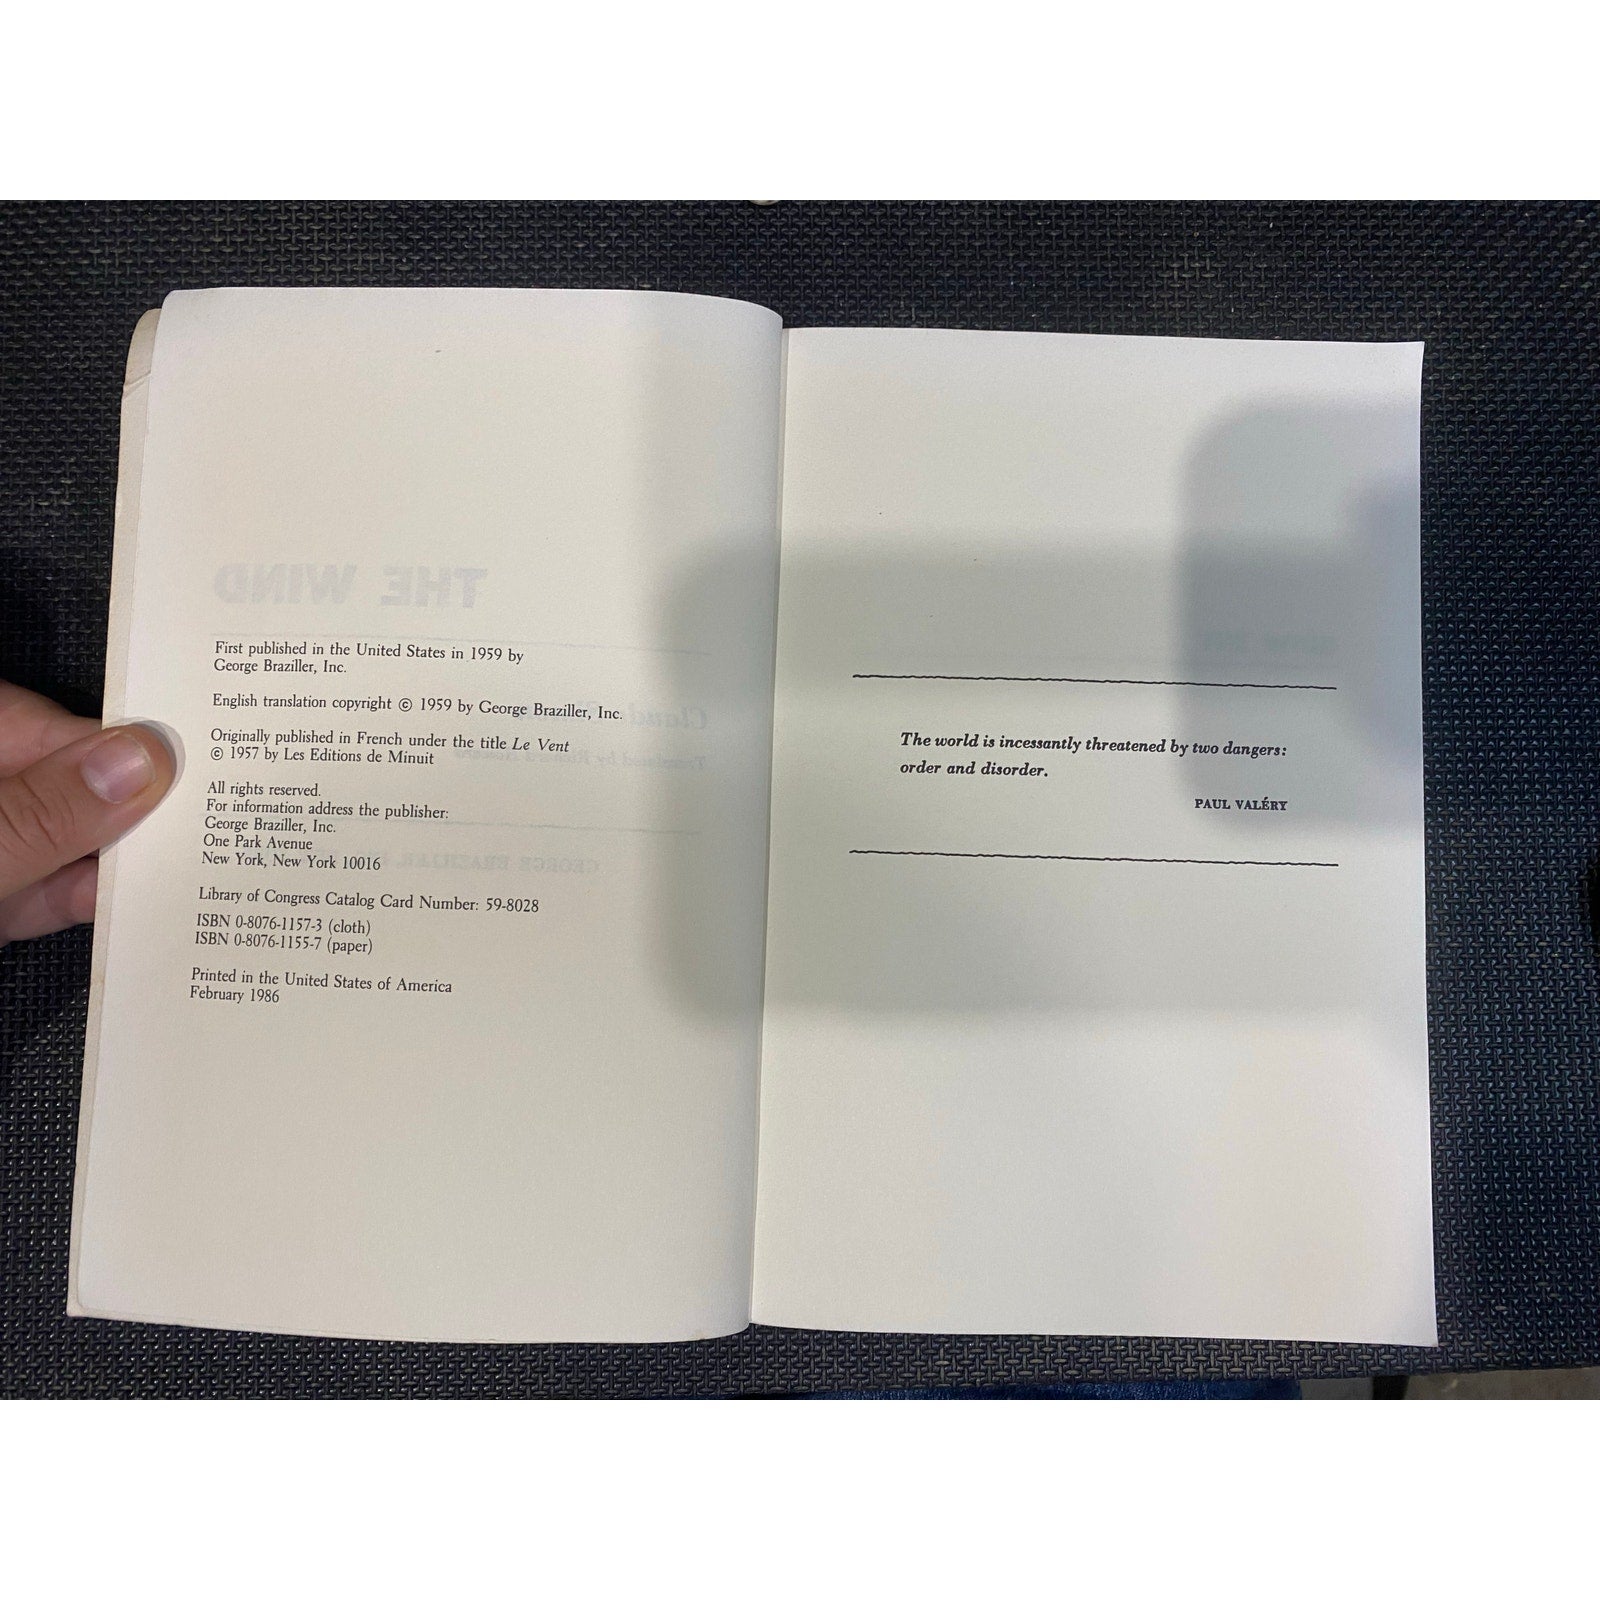 THE WIND
First published in the United States in 1959 by
George Braziller, Inc.
English translation copyright © 1959 by George Braziller, Inc.
Originally published in French under the title Le Vent
© 1957 by Les Editions de Minuit
All rights reserved.
For information address the publisher:
George Braziller, Inc.
One Park Avenue
New York, New York 10016
Library of Congress Catalog Card Number: 59-8028
ISBN 0-8076-1157-3 (cloth)
ISBN 0-8076-1155-7 (paper)
Printed in the United States of America
February 1986
The world is incessantly threatened by two dangers:
order and disorder.
PAUL VALÉRY